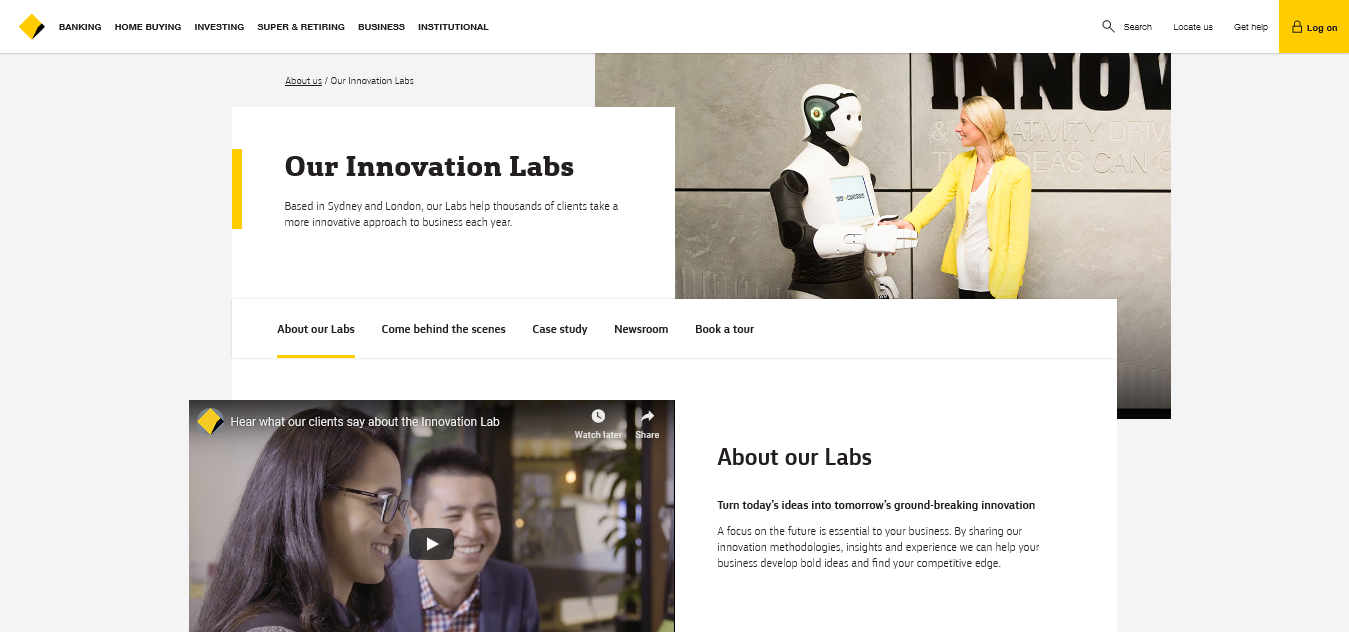 BANKING HOME BUYING INVESTING SUPER & RETIRING BUSINESS INSTITUTIONAL Search Locate us Get help Log on
About us / Our Innovation Labs
INNOV
& CREATIVITY DRIV
IDEAS CAN C
Our Innovation Labs
Based in Sydney and London, our Labs help thousands of clients take a
more innovative approach to business each year.
About our Labs Come behind the scenes Case study Newsroom Book a tour
Hear what our clients say about the Innovation Lab
Watch later Share
About our Labs
Turn today's ideas into tomorrow's ground-breaking innovation
A focus on the future is essential to your business. By sharing our
innovation methodologies, insights and experience we can help your
business develop bold ideas and find your competitive edge.